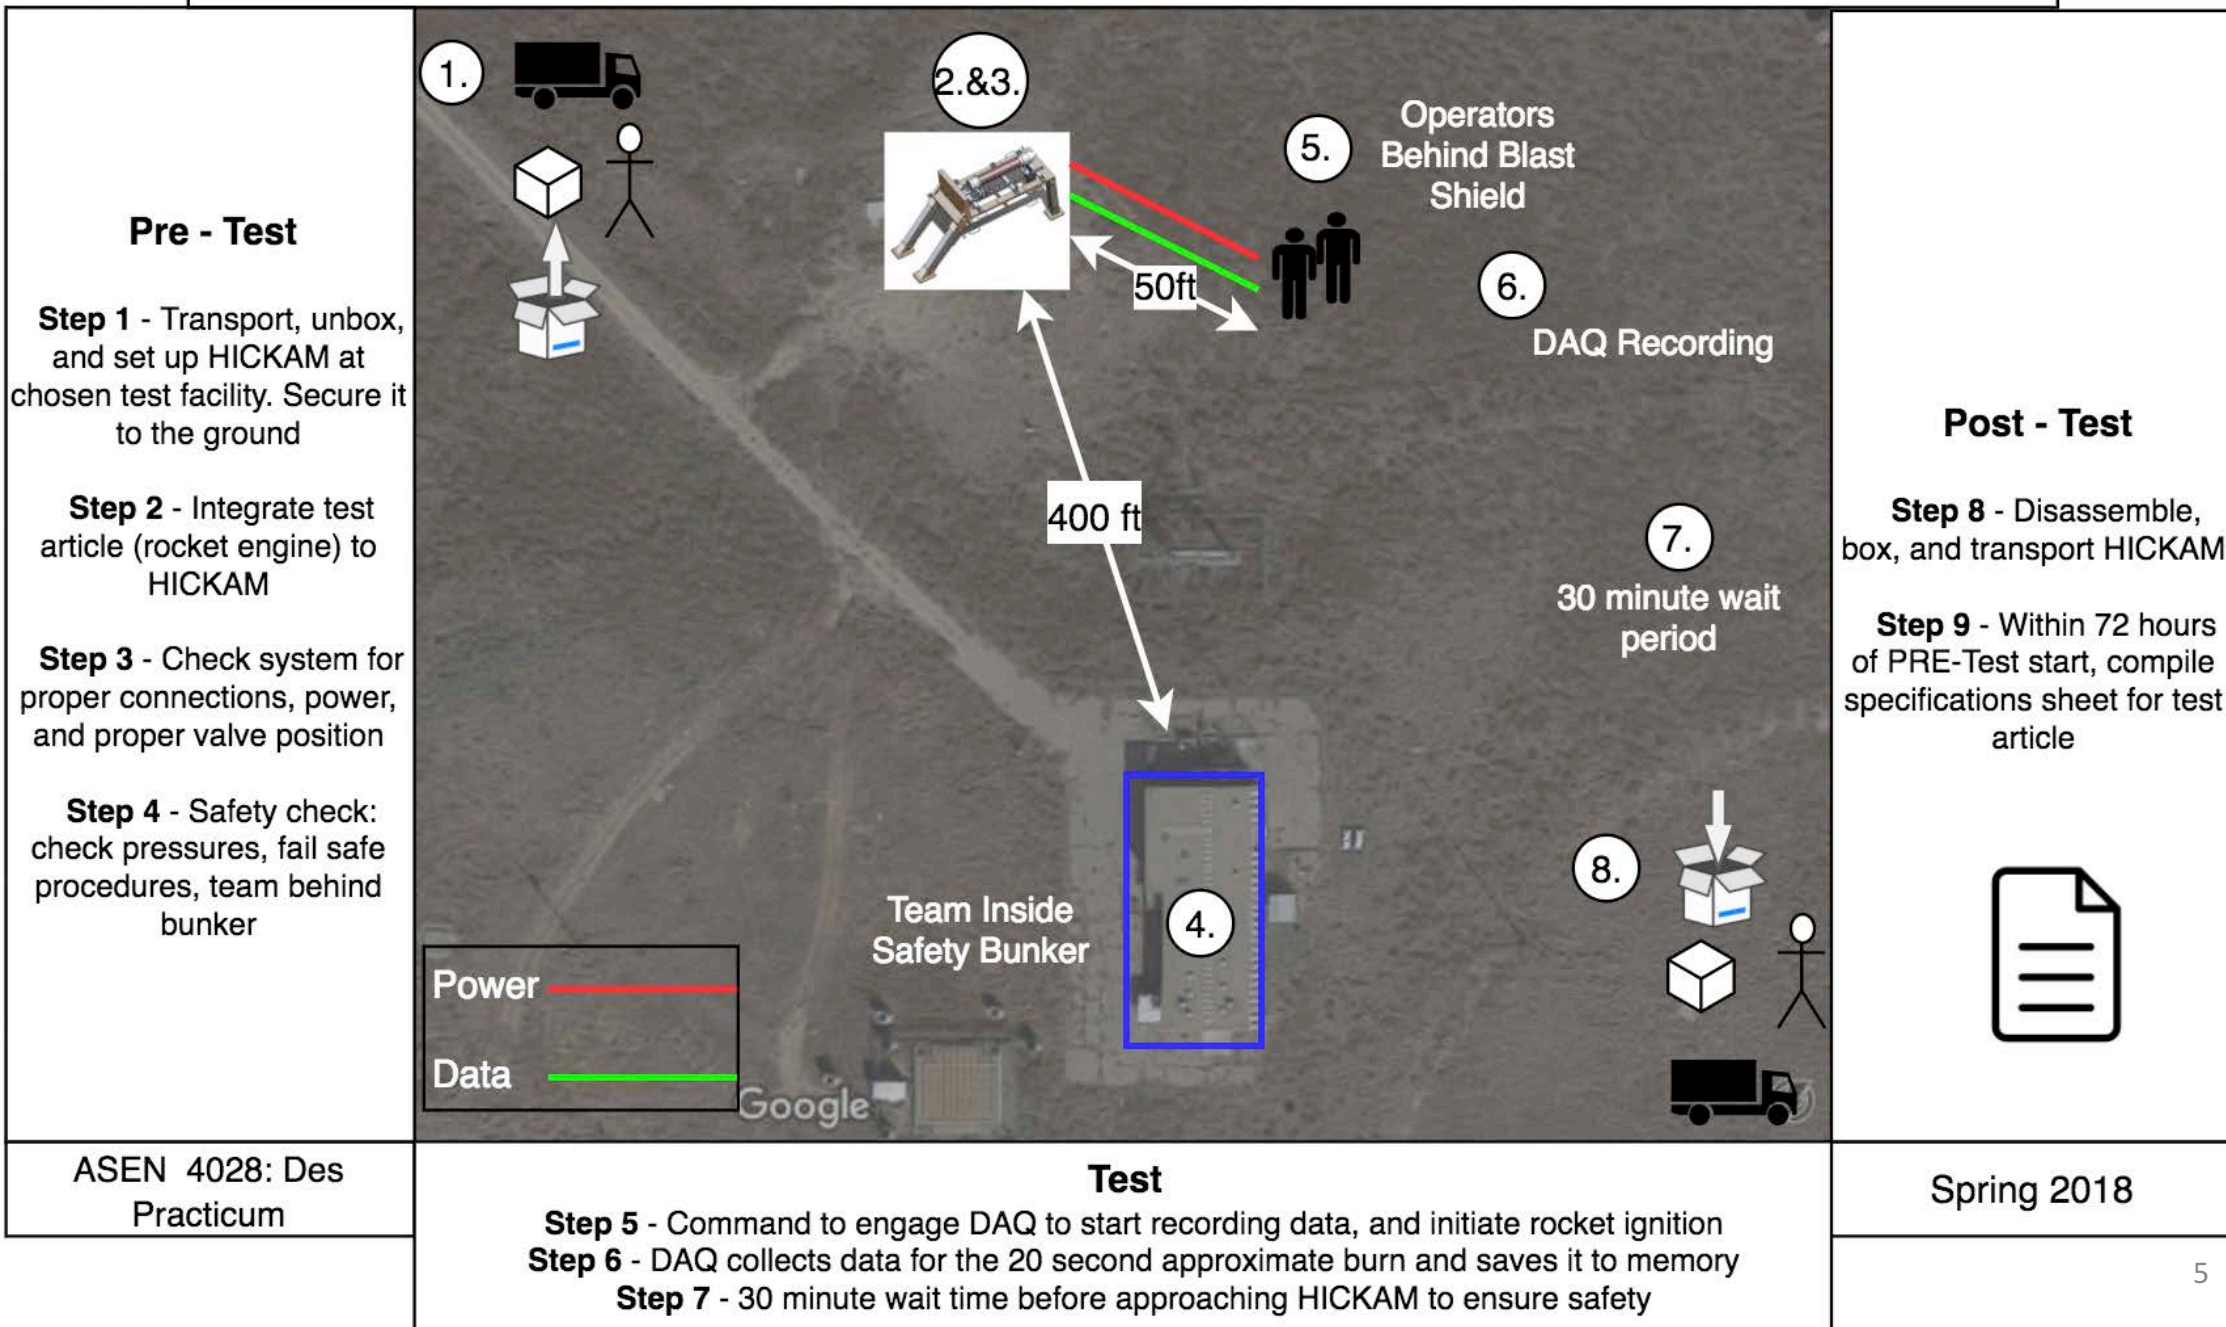 Pre - Test
Step 1 - Transport, unbox,
and set up HICKAM at
chosen test facility. Secure it
to the ground
Step 2 - Integrate test
article (rocket engine) to
HICKAM
Step 3 - Check system for
proper connections, power,
and proper valve position
Step 4 - Safety check:
check pressures, fail safe
procedures, team behind
bunker
1.
2.&3.
5.
Operators
Behind Blast
Shield
50ft
6.
DAQ Recording
400 ft
7.
30 minute wait
period
8.
Team Inside
Safety Bunker
4.
Power
Data
Google
Post - Test
Step 8 - Disassemble,
box, and transport HICKAM
Step 9 - Within 72 hours
of PRE-Test start, compile
specifications sheet for test
article
ASEN 4028: Des
Practicum
Test
Step 5 - Command to engage DAQ to start recording data, and initiate rocket ignition
Step 6 - DAQ collects data for the 20 second approximate burn and saves it to memory
Step 7 - 30 minute wait time before approaching HICKAM to ensure safety
Spring 2018
5